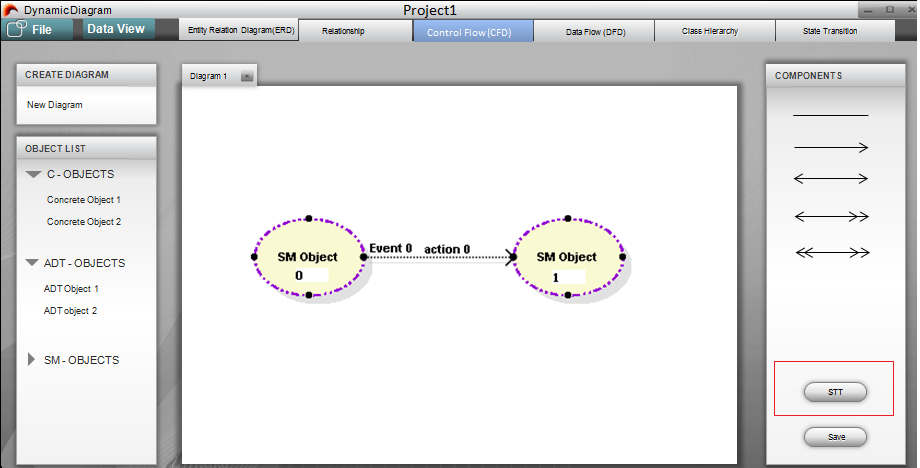 DynamicDiagram
Project1
File
Data View
Entity Relation Diagram(ERD)
Relationship
Control Flow(CFD)
Data Flow (DFD)
Class Hierarchy
State Transition
CREATE DIAGRAM
New Diagram
OBJECT LIST
C - OBJECTS
Concrete Object 1
Concrete Object 2
ADT - OBJECTS
ADT Object 1
ADT object 2
SM - OBJECTS
Diagram 1
SM Object
0
Event 0
action 0
SM Object
1
COMPONENTS
STT
Save